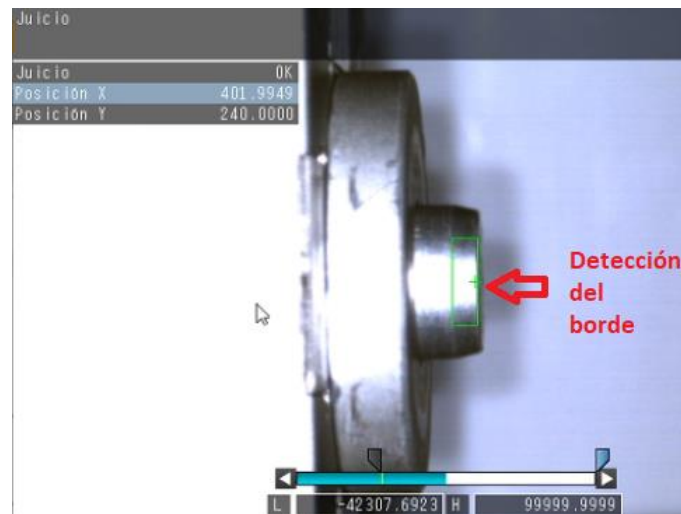 Juicio
Juicio OK
Posición X 401.9949
Posición Y 240.0000
Detección
del
borde
L -42307.6923 H 99999.9999